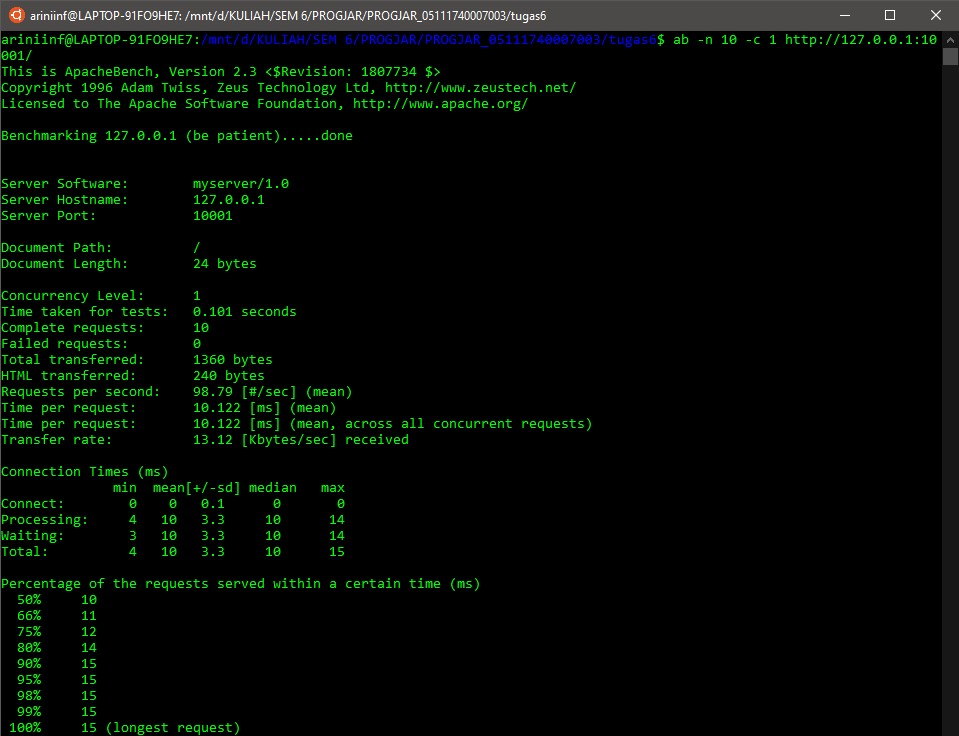 ariniinf@LAPTOP-91FO9HE7: /mnt/d/KULIAH/SEM 6/PROGJAR/PROGJAR_05111740007003/tugas6
ariniinf@LAPTOP-91FO9HE7:/mnt/d/KULIAH/SEM 6/PROGJAR/PROGJAR_05111740007003/tugas6$ ab -n 10 -c 1 http://127.0.0.1:10
001/
This is ApacheBench, Version 2.3 <$Revision: 1807734 $>
Copyright 1996 Adam Twiss, Zeus Technology Ltd, http://www.zeustech.net/
Licensed to The Apache Software Foundation, http://www.apache.org/

Benchmarking 127.0.0.1 (be patient).....done


Server Software:        myserver/1.0
Server Hostname:        127.0.0.1
Server Port:            10001

Document Path:          /
Document Length:        24 bytes

Concurrency Level:      1
Time taken for tests:   0.101 seconds
Complete requests:      10
Failed requests:        0
Total transferred:      1360 bytes
HTML transferred:       240 bytes
Requests per second:    98.79 [#/sec] (mean)
Time per request:       10.122 [ms] (mean)
Time per request:       10.122 [ms] (mean, across all concurrent requests)
Transfer rate:          13.12 [Kbytes/sec] received

Connection Times (ms)
              min  mean[+/-sd] median   max
Connect:        0    0   0.1      0       0
Processing:     4   10   3.3     10      14
Waiting:        3   10   3.3     10      14
Total:          4   10   3.3     10      15

Percentage of the requests served within a certain time (ms)
  50%     10
  66%     11
  75%     12
  80%     14
  90%     15
  95%     15
  98%     15
  99%     15
 100%     15 (longest request)